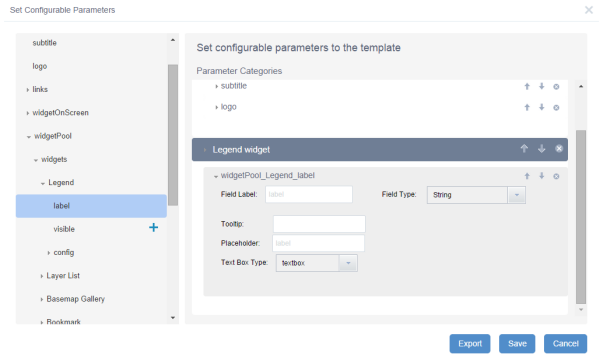 Set Configurable Parameters
subtitle
logo
links
widgetOnScreen
widgetPool
widgets
Legend
label
visible
config
Layer List
Basemap Gallery
Bookmark
Set configurable parameters to the template
Parameter Categories
subtitle
logo
Legend widget
widgetPool_Legend_label
Field Label: label Field Type: String
Tooltip:
Placeholder: label
Text Box Type: textbox
Export Save Cancel